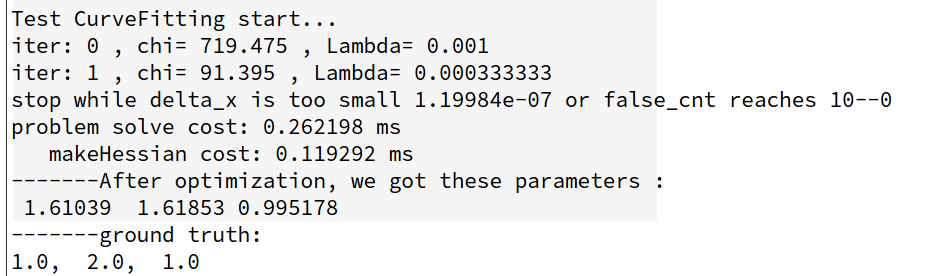 Test CurveFitting start...
iter: 0 , chi= 719.475 , Lambda= 0.001
iter: 1 , chi= 91.395 , Lambda= 0.000333333
stop while delta_x is too small 1.19984e-07 or false_cnt reaches 10--0
problem solve cost: 0.262198 ms
   makeHessian cost: 0.119292 ms
-------After optimization, we got these parameters :
 1.61039  1.61853 0.995178
-------ground truth:
1.0,  2.0,  1.0